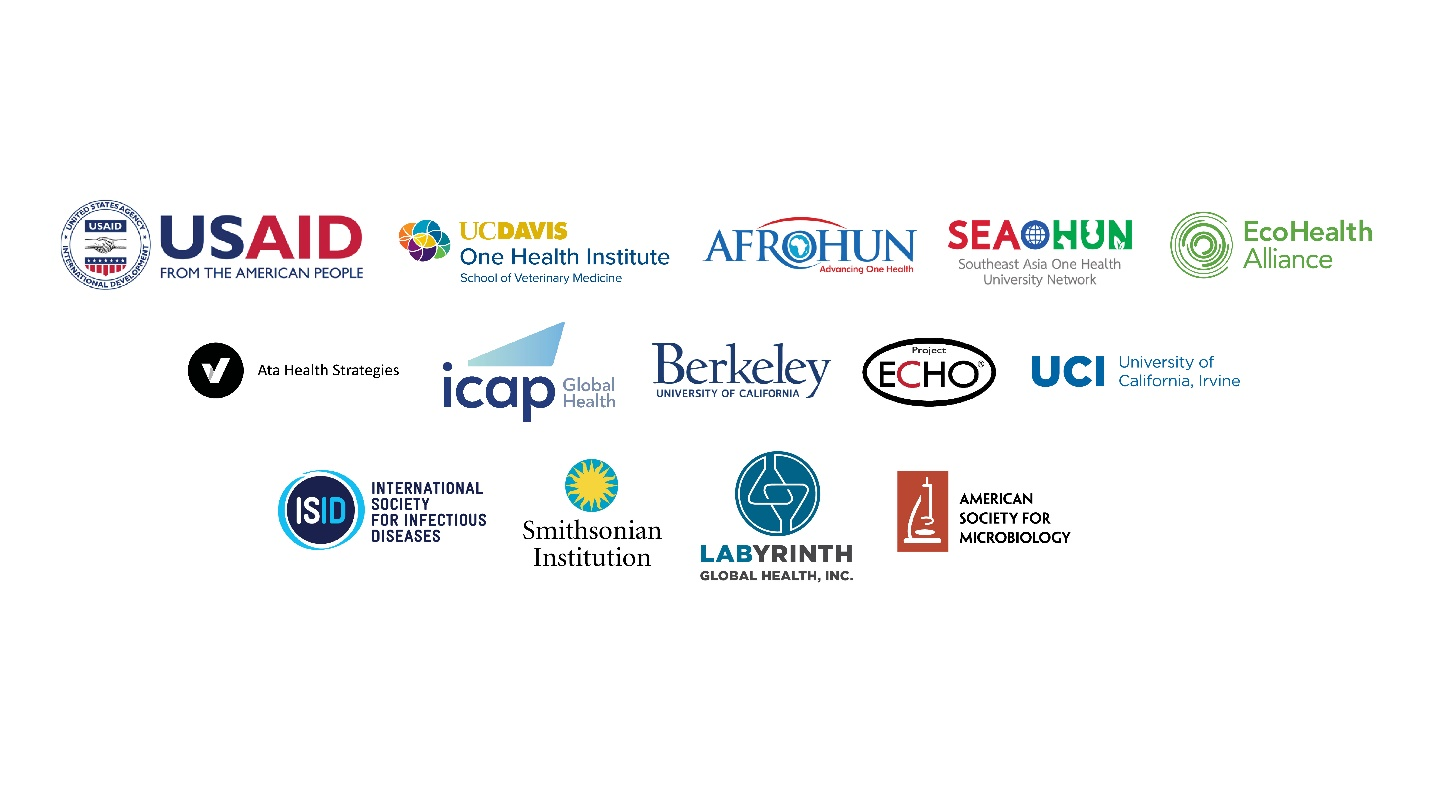 UNITED STATES AGENCY
USAID
INTERNATIONAL DEVELOPMENT
USAID
FROM THE AMERICAN PEOPLE
UCDAVIS
One Health Institute
School of Veterinary Medicine
AFROHUN
Advancing One Health
SEAOHUN
Southeast Asia One Health
University Network
EcoHealth
Alliance
Ata Health Strategies
icap
Global
Health
Berkeley
UNIVERSITY OF CALIFORNIA
Project
ECHO®
UCI
University of
California, Irvine
ISID
INTERNATIONAL
SOCIETY
FOR INFECTIOUS
DISEASES
Smithsonian
Institution
LABYRINTH
GLOBAL HEALTH, INC.
AMERICAN
SOCIETY FOR
MICROBIOLOGY